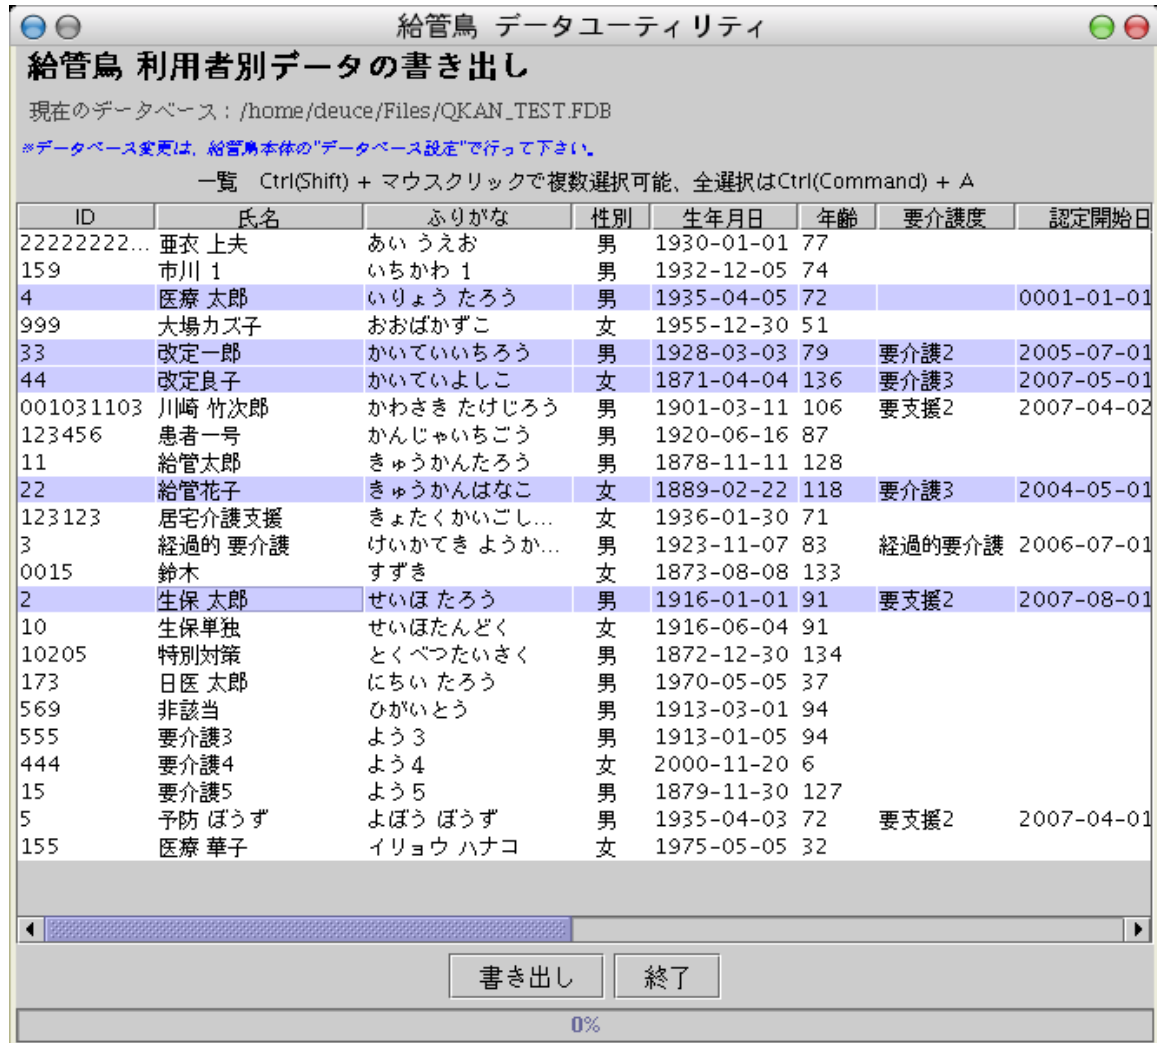 給管鳥 データユーティリティ
給管鳥 利用者別データの書き出し
現在のデータベース : /home/deuce/Files/QKAN_TEST.FDB
※データベース変更は、給管鳥本体の"データベース設定"で行って下さい。
一覧 Ctrl(Shift) + マウスクリックで複数選択可能、全選択はCtrl(Command) + A
ID 氏名 ふりがな 性別 生年月日 年齢 要介護度 認定開始日
22222222... 亜衣 上夫 あい うえお 男 1930-01-01 77
159 市川 1 いちかわ 1 男 1932-12-05 74
4 医療 太郎 いりょう たろう 男 1935-04-05 72 0001-01-01
999 大場カズ子 おおばかずこ 女 1955-12-30 51
33 改定一郎 かいていいちろう 男 1928-03-03 79 要介護2 2005-07-01
44 改定良子 かいていよしこ 女 1871-04-04 136 要介護3 2007-05-01
001031103 川崎 竹次郎 かわさき たけじろう 男 1901-03-11 106 要支援2 2007-04-02
123456 患者一号 かんじゃいちごう 男 1920-06-16 87
11 給管太郎 きゅうかんたろう 男 1878-11-11 128
22 給管花子 きゅうかんはなこ 女 1889-02-22 118 要介護3 2004-05-01
123123 居宅介護支援 きょたくかいごし... 女 1936-01-30 71
3 経過的 要介護 けいかてき ようか... 男 1923-11-07 83 経過的要介護 2006-07-01
0015 鈴木 すずき 女 1873-08-08 133
2 生保 太郎 せいほ たろう 男 1916-01-01 91 要支援2 2007-08-01
10 生保単独 せいほたんどく 女 1916-06-04 91
10205 特別対策 とくべつたいさく 男 1872-12-30 134
173 日医 太郎 にちい たろう 男 1970-05-05 37
569 非該当 ひがいとう 男 1913-03-01 94
555 要介護3 よう3 男 1913-01-05 94
444 要介護4 よう4 女 2000-11-20 6
15 要介護5 よう5 男 1879-11-30 127
5 予防 ぼうず よぼう ぼうず 男 1935-04-03 72 要支援2 2007-04-01
155 医療 華子 イリョウ ハナコ 女 1975-05-05 32
書き出し 終了
0%